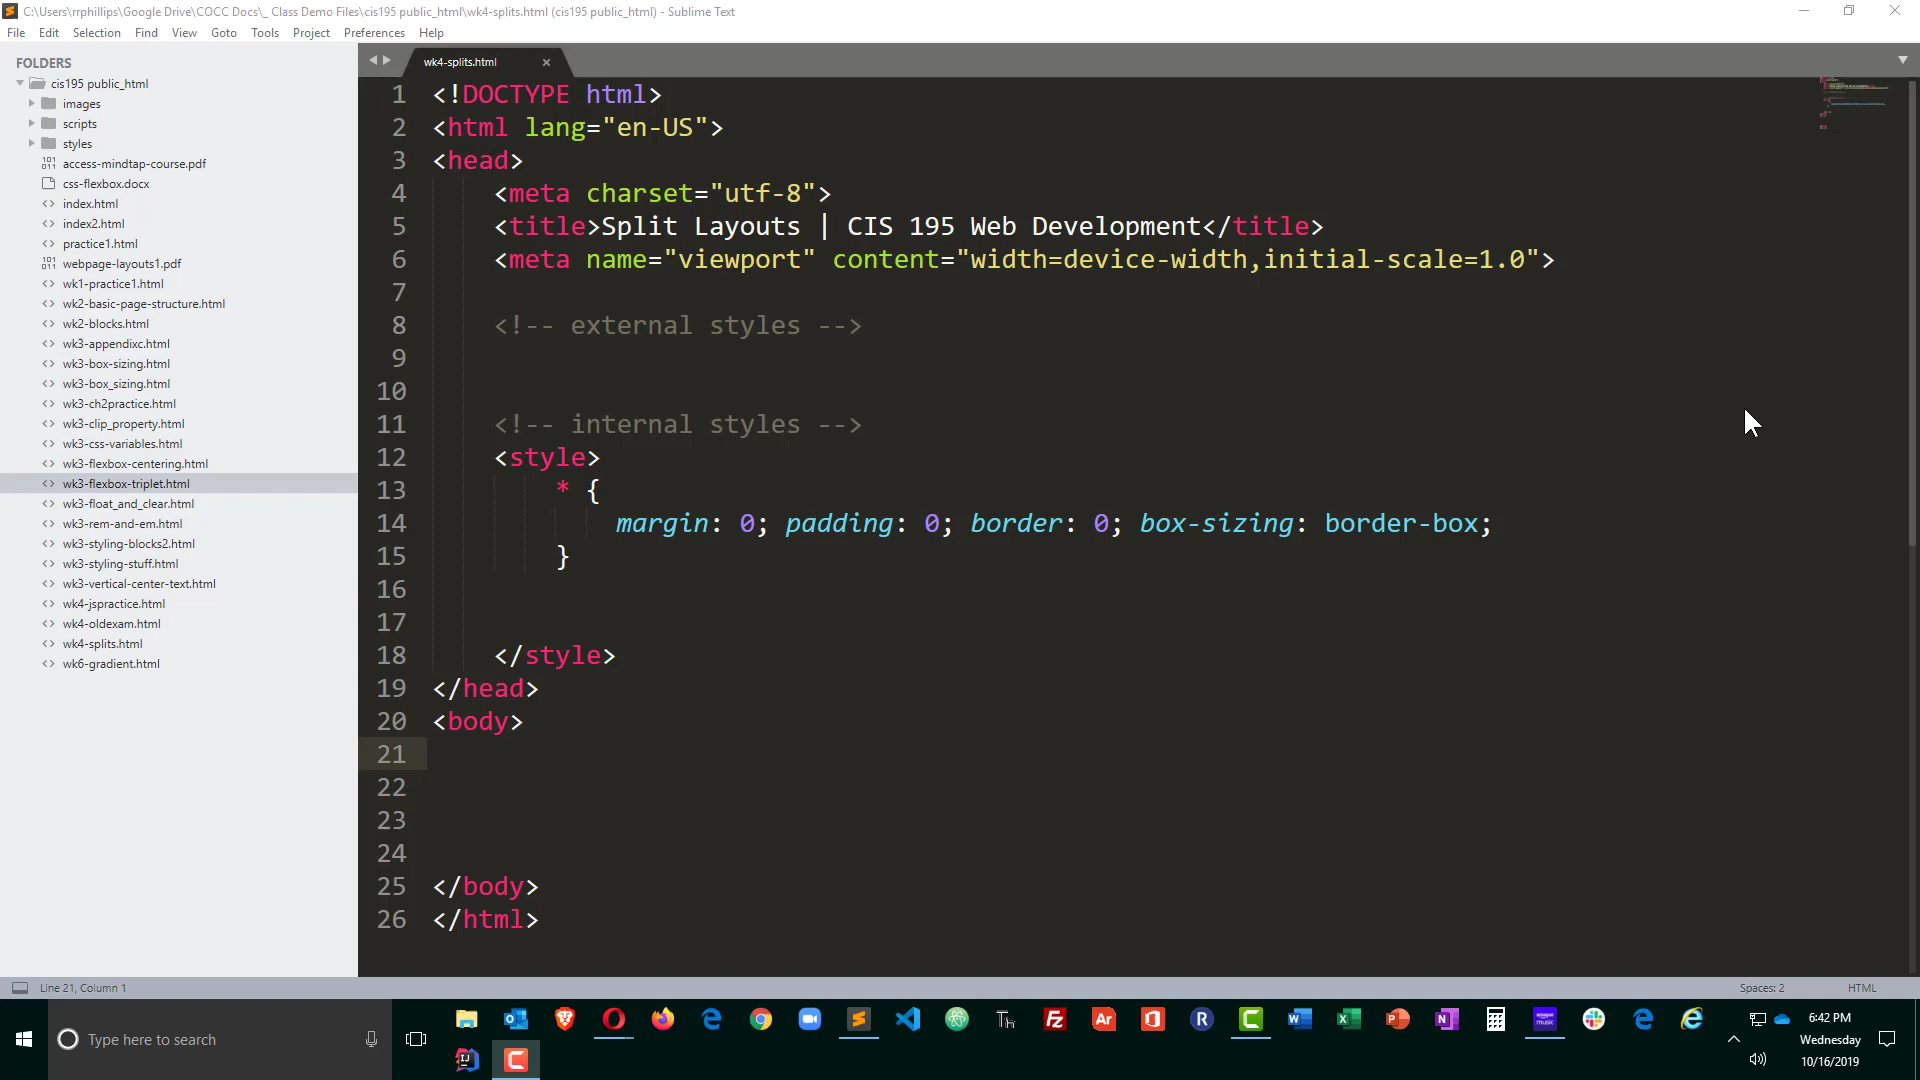 C:\Users\rrphillips\Google Drive\COCC Docs\_ Class Demo Files\cis195 public_html\wk4-splits.html (cis195 public_html) - Sublime Text
File Edit Selection Find View Goto Tools Project Preferences Help
FOLDERS
cis195 public_html
images
scripts
styles
access-mindtap-course.pdf
css-flexbox.docx
index.html
index2.html
practice1.html
webpage-layouts1.pdf
wk1-practice1.html
wk2-basic-page-structure.html
wk2-blocks.html
wk3-appendixc.html
wk3-box-sizing.html
wk3-box_sizing.html
wk3-ch2practice.html
wk3-clip_property.html
wk3-css-variables.html
wk3-flexbox-centering.html
wk3-flexbox-triplet.html
wk3-float_and_clear.html
wk3-rem-and-em.html
wk3-styling-blocks2.html
wk3-styling-stuff.html
wk3-vertical-center-text.html
wk4-jspractice.html
wk4-oldexam.html
wk4-splits.html
wk6-gradient.html
wk4-splits.html ×
1 <!DOCTYPE html>
2 <html lang="en-US">
3 <head>
4 <meta charset="utf-8">
5 <title>Split Layouts | CIS 195 Web Development</title>
6 <meta name="viewport" content="width=device-width,initial-scale=1.0">
7
8 <!-- external styles -->
9
10
11 <!-- internal styles -->
12 <style>
13 * {
14 margin: 0; padding: 0; border: 0; box-sizing: border-box;
15 }
16
17
18 </style>
19 </head>
20 <body>
21
22
23
24
25 </body>
26 </html>
Line 21, Column 1
Spaces: 2
HTML
Type here to search
6:42 PM
Wednesday
10/16/2019